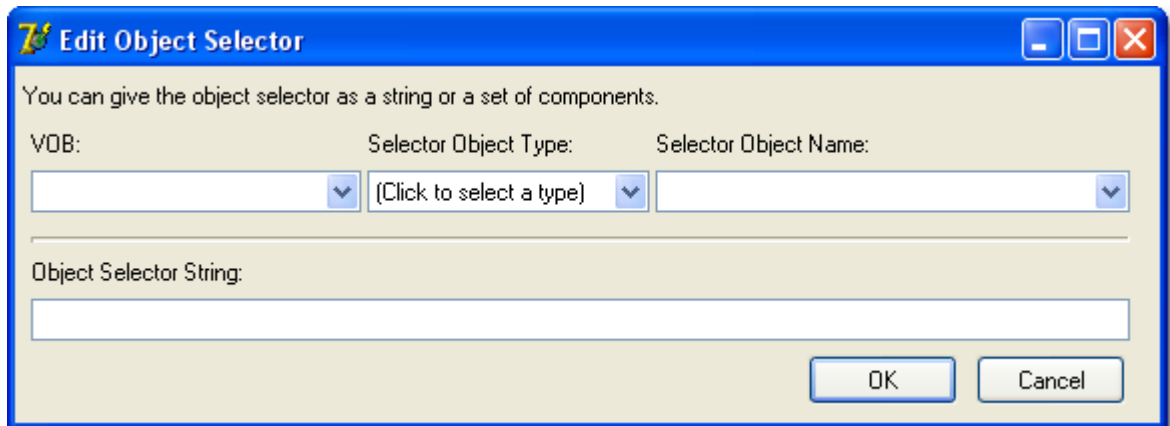 Edit Object Selector
You can give the object selector as a string or a set of components.
VOB: Selector Object Type: Selector Object Name:
(Click to select a type)
Object Selector String:
OK Cancel